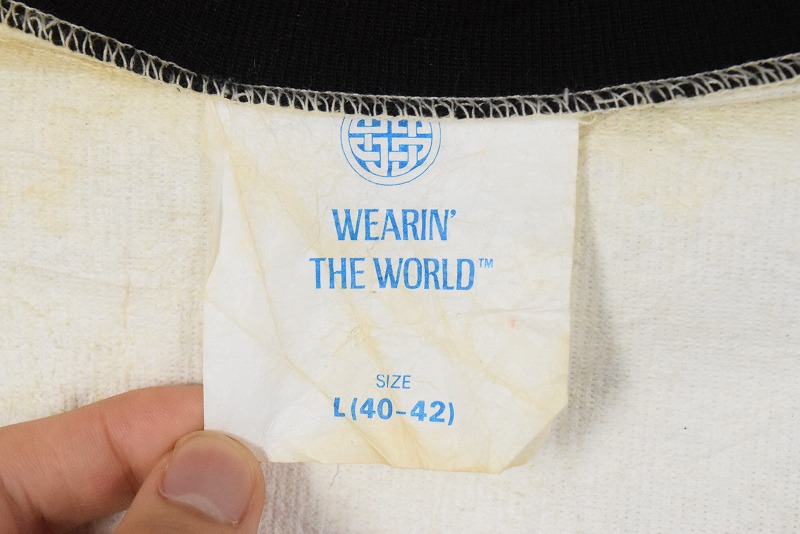 WEARIN'
THE WORLD™
SIZE
L (40-42)